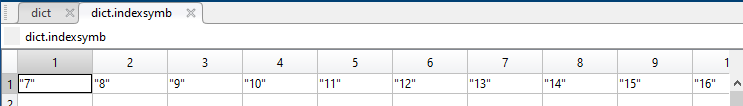 dict dict.indexsymb
dict.indexsymb
1 2 3 4 5 6 7 8 9 1
1 "7" "8" "9" "10" "11" "12" "13" "14" "15" "16"
2